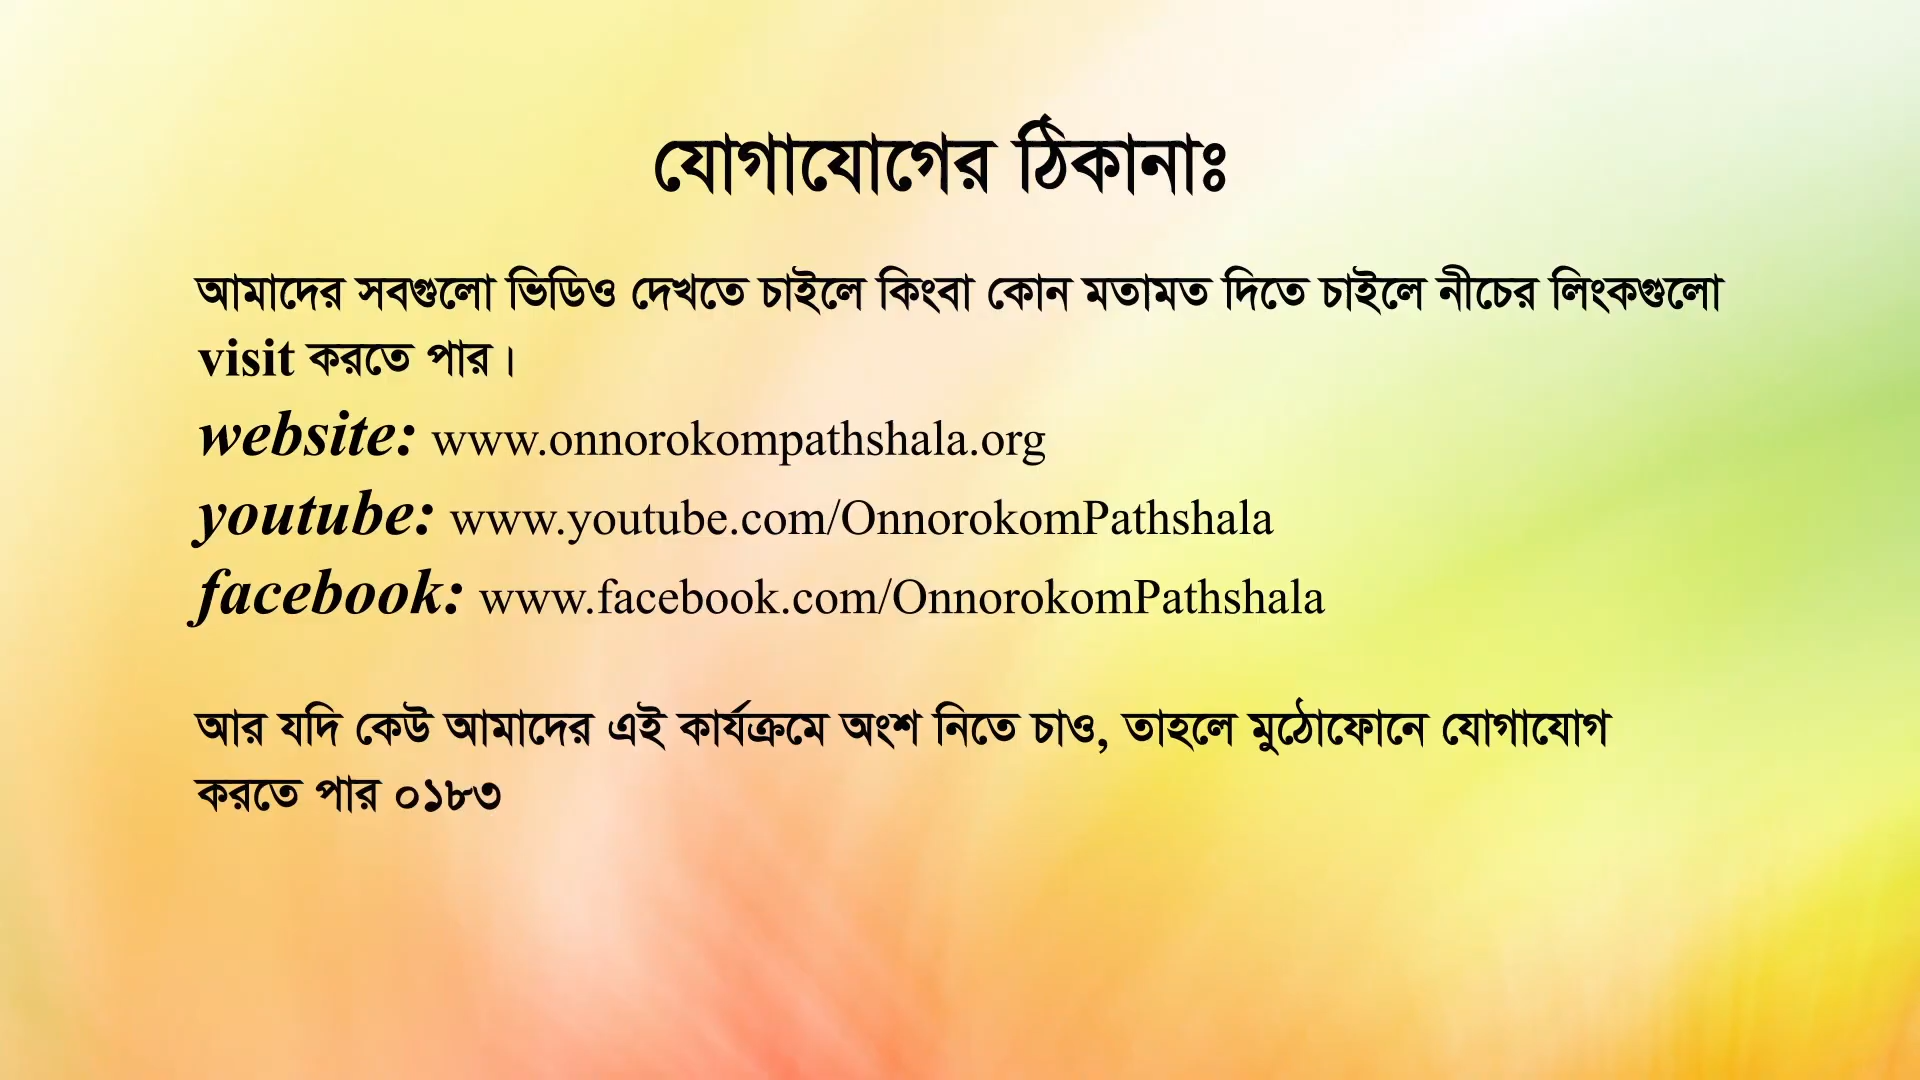 যোগাযোগের ঠিকানাঃ
আমাদের সবগুলো ভিডিও দেখতে চাইলে কিংবা কোন মতামত দিতে চাইলে নীচের লিংকগুলো
visit করতে পার।
website: www.onnorokompathshala.org
youtube: www.youtube.com/OnnorokomPathshala
facebook: www.facebook.com/OnnorokomPathshala
আর যদি কেউ আমাদের এই কার্যক্রমে অংশ নিতে চাও, তাহলে মুঠোফোনে যোগাযোগ
করতে পার ০১৮৩